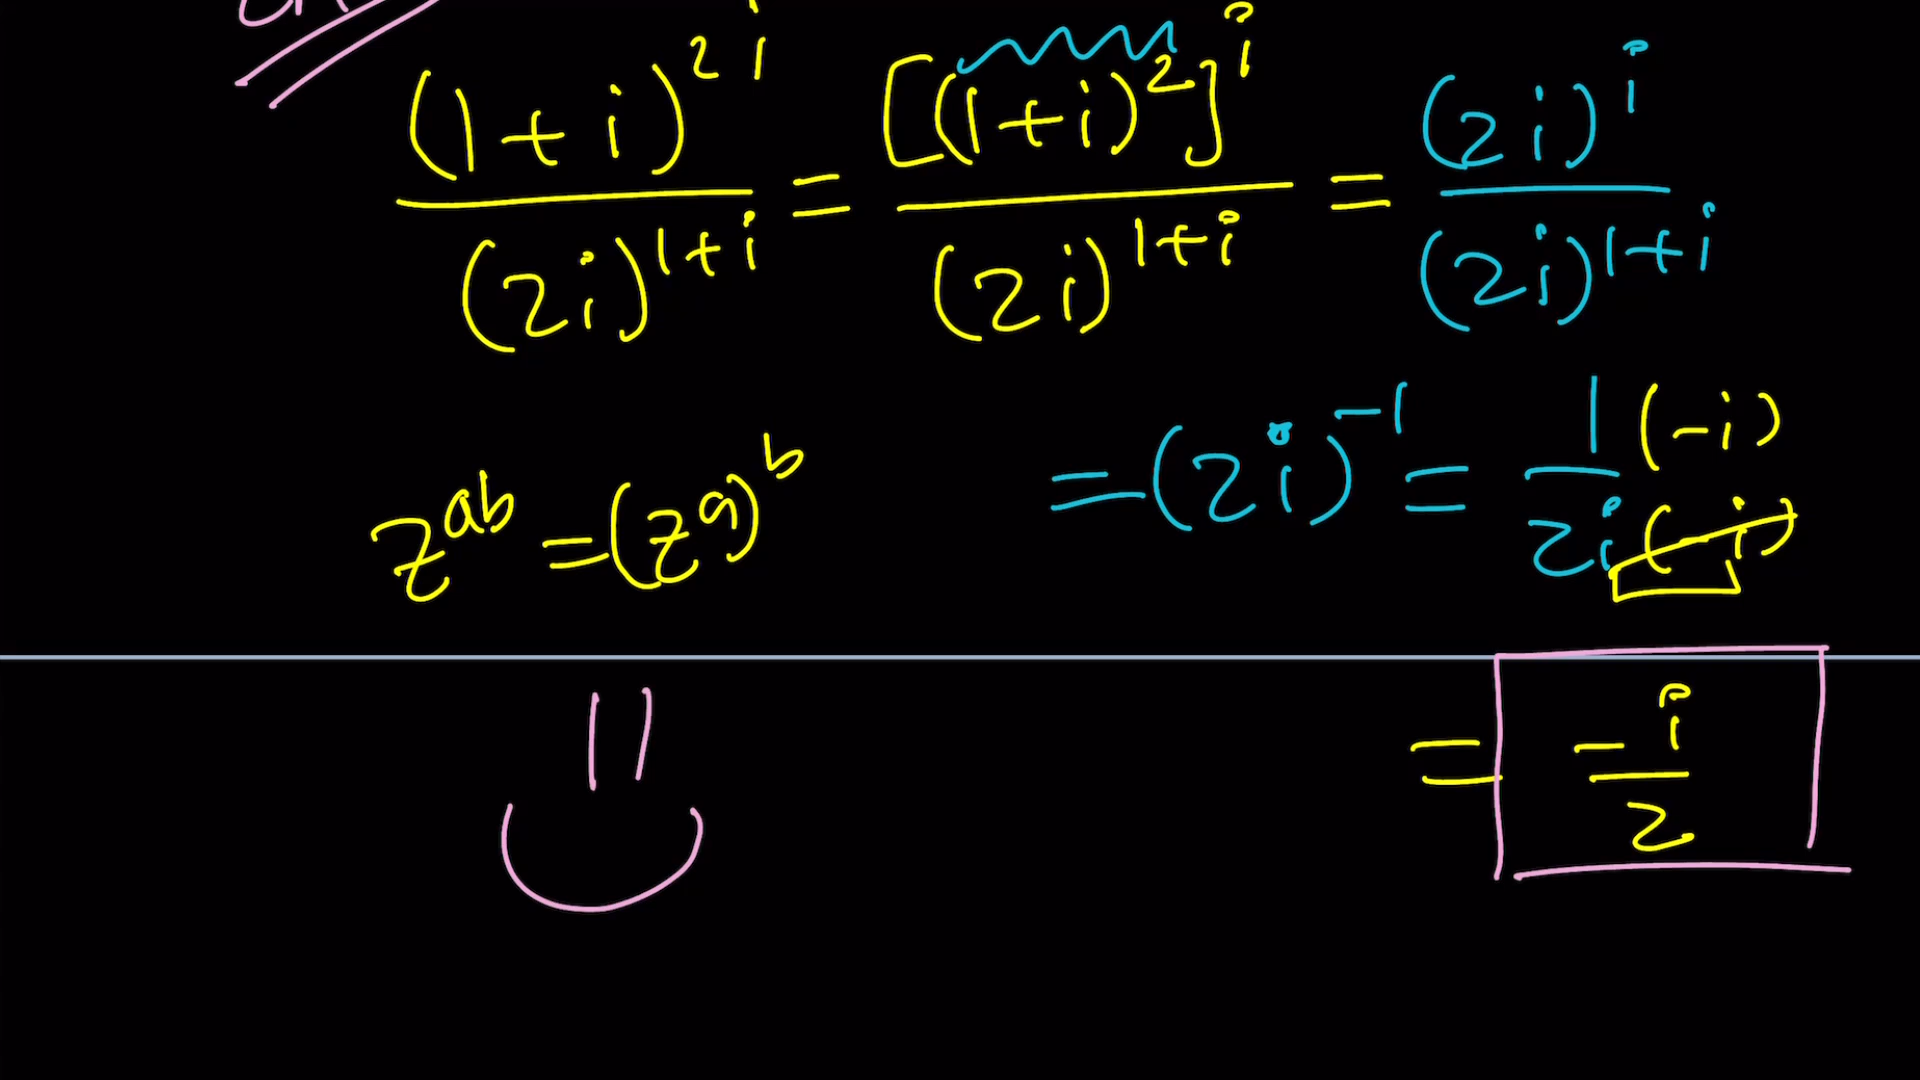 (1+i)^{2i} / (2i)^{1+i} = [(1+i)^2]^i / (2i)^{1+i} = (2i)^i / (2i)^{1+i}
z^{ab} = (z^a)^b
= (2i)^{-1} = 1(-i) / 2i(-i)
= -i/2